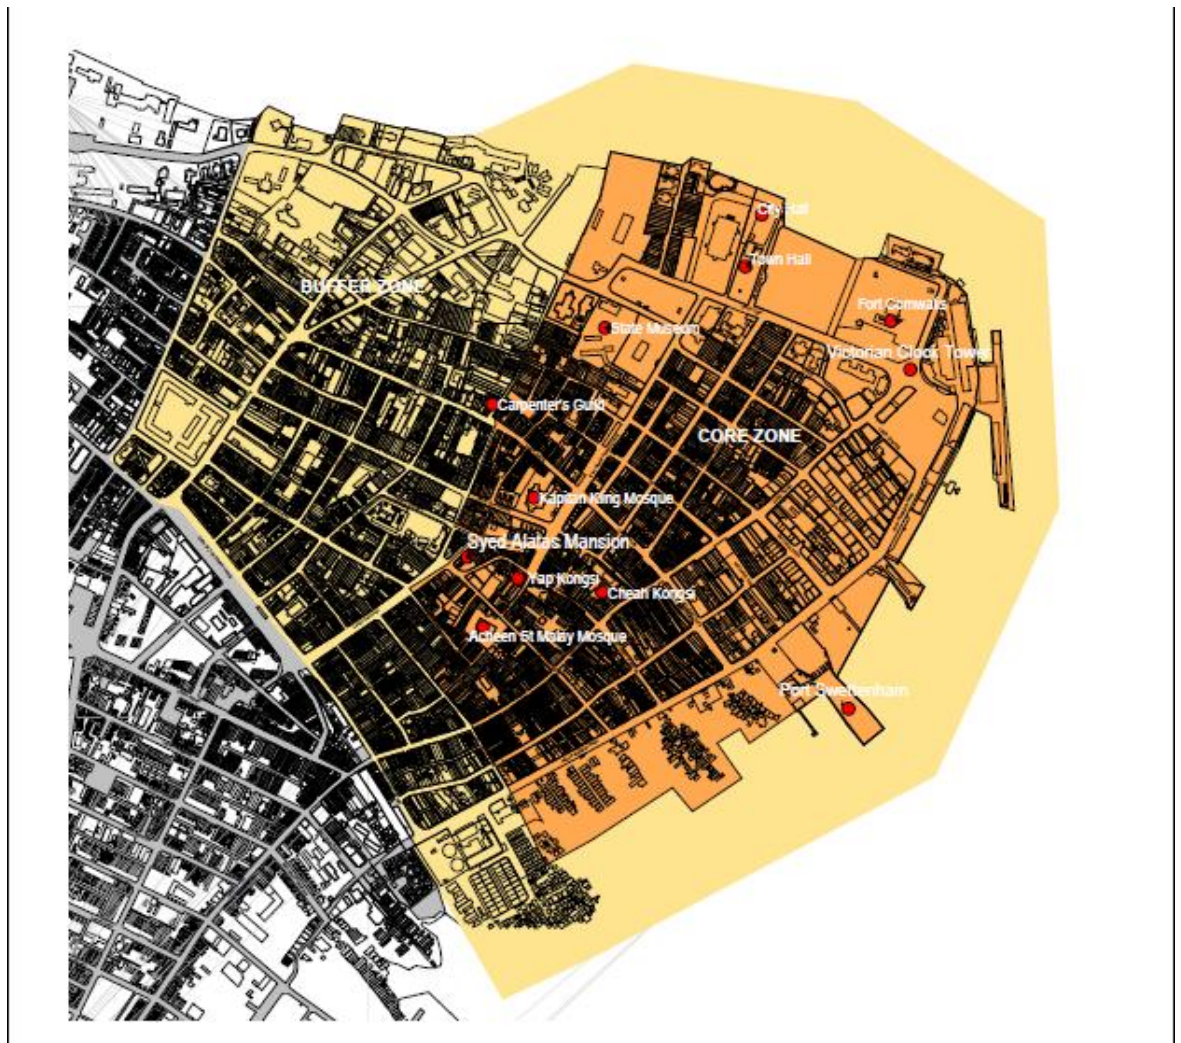 City Hall
Town Hall
BUFFER ZONE
Fort Cornwalis
State Museum
Victorian Clock Tower
Carpenter's Guild
CORE ZONE
Kapitan Kling Mosque
Syed Alatas Mansion
Yap Kongsi
Cheah Kongsi
Acheen St Malay Mosque
Port Swettenham